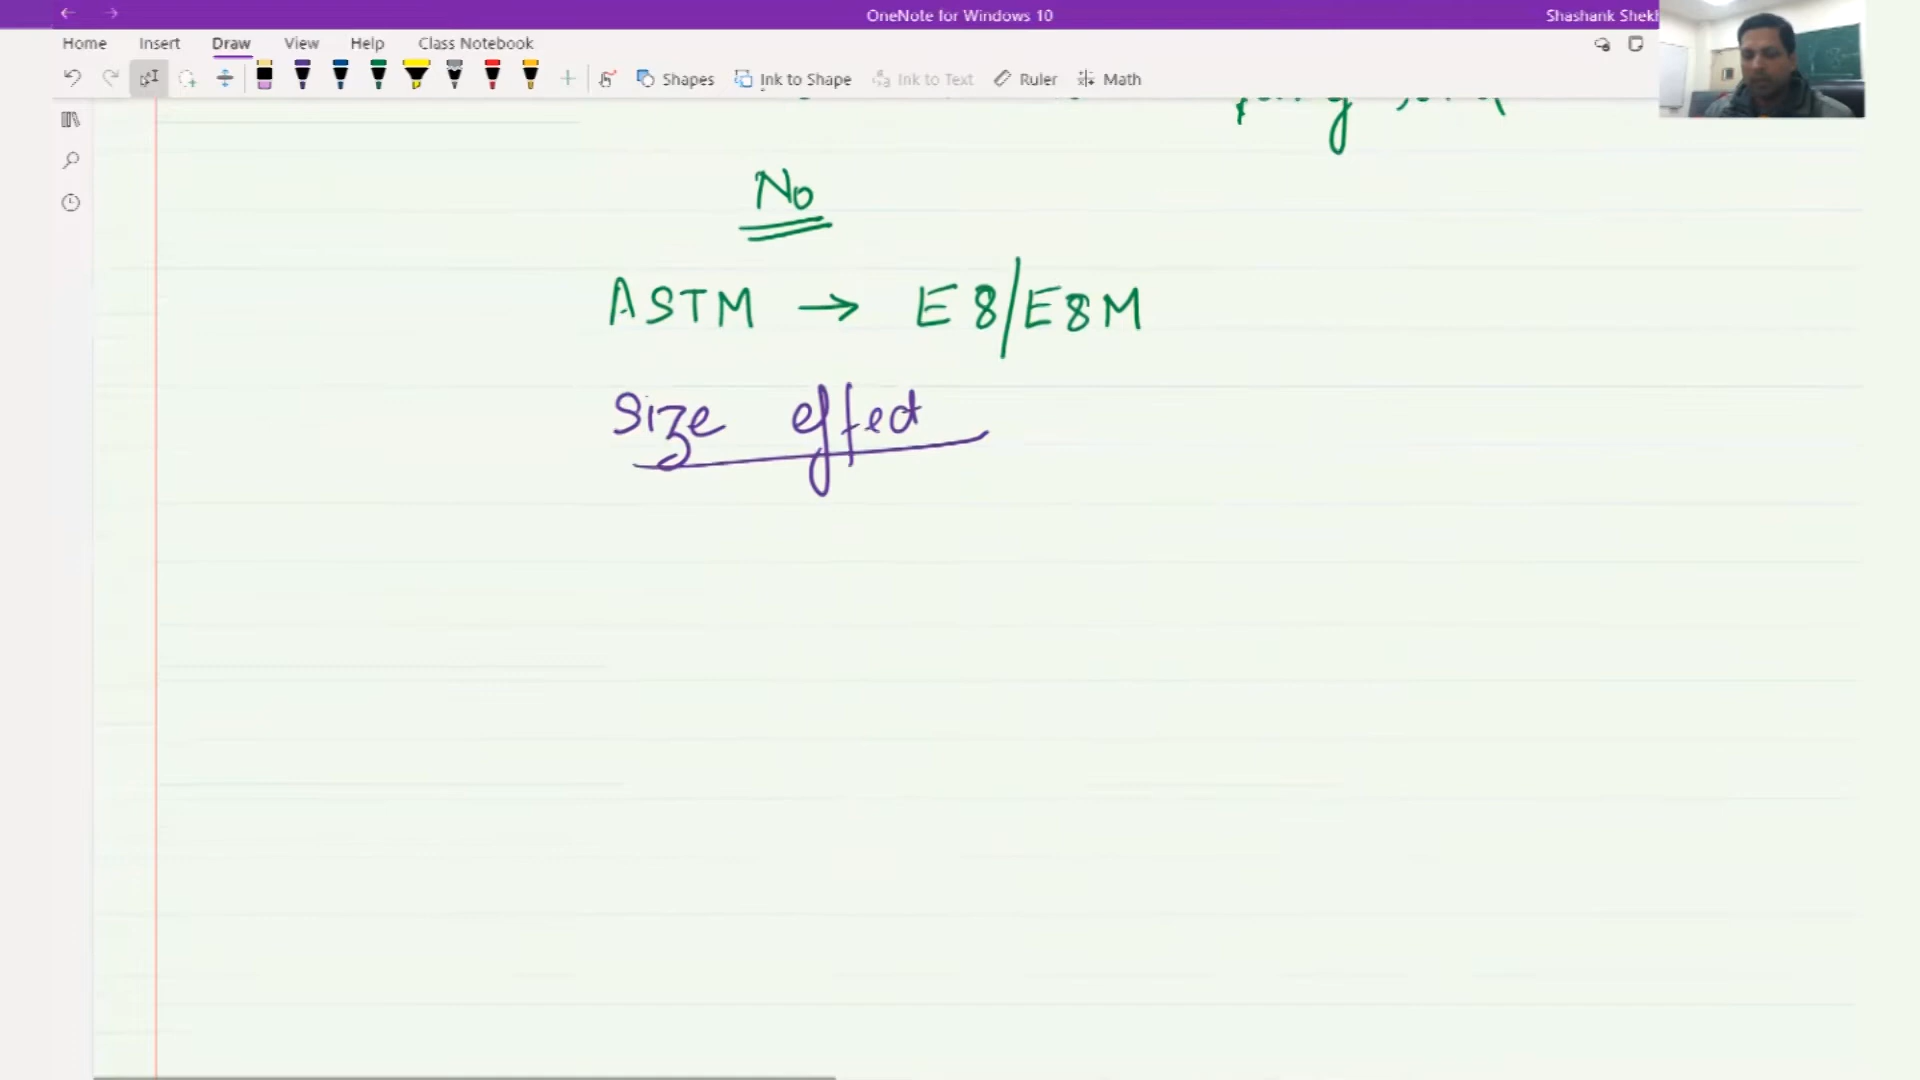 OneNote for Windows 10
Shashank Shekh
Home Insert Draw View Help Class Notebook
Shapes Ink to Shape Ink to Text Ruler Math
No
ASTM → E8/E8M
Size effect